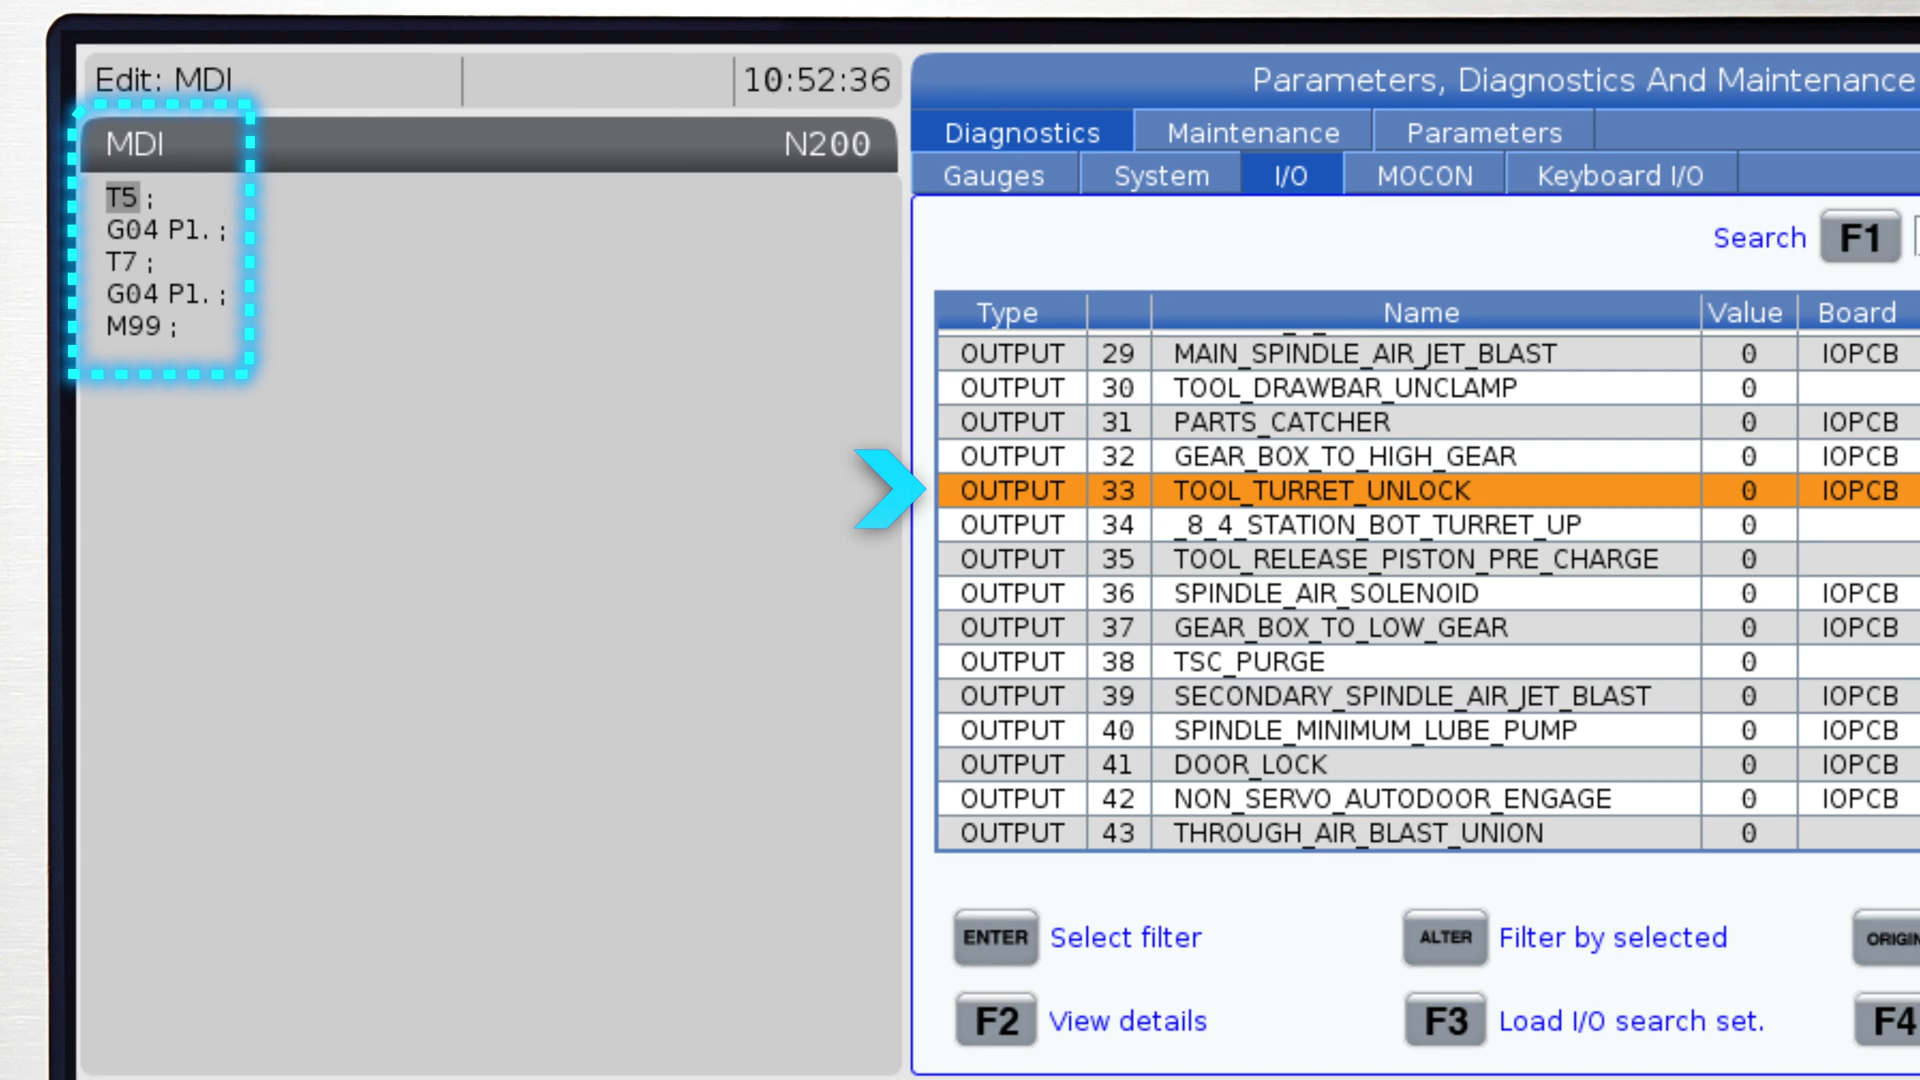 Edit: MDI
10:52:36
MDI
N200
T5 ;
G04 P1. ;
T7 ;
G04 P1. ;
M99 ;
Parameters, Diagnostics And Maintenance
Diagnostics Maintenance Parameters
Gauges System I/O MOCON Keyboard I/O
Search F1
Type Name Value Board
OUTPUT 29 MAIN_SPINDLE_AIR_JET_BLAST 0 IOPCB
OUTPUT 30 TOOL_DRAWBAR_UNCLAMP 0
OUTPUT 31 PARTS_CATCHER 0 IOPCB
OUTPUT 32 GEAR_BOX_TO_HIGH_GEAR 0 IOPCB
OUTPUT 33 TOOL_TURRET_UNLOCK 0 IOPCB
OUTPUT 34 _8_4_STATION_BOT_TURRET_UP 0
OUTPUT 35 TOOL_RELEASE_PISTON_PRE_CHARGE 0
OUTPUT 36 SPINDLE_AIR_SOLENOID 0 IOPCB
OUTPUT 37 GEAR_BOX_TO_LOW_GEAR 0 IOPCB
OUTPUT 38 TSC_PURGE 0
OUTPUT 39 SECONDARY_SPINDLE_AIR_JET_BLAST 0 IOPCB
OUTPUT 40 SPINDLE_MINIMUM_LUBE_PUMP 0 IOPCB
OUTPUT 41 DOOR_LOCK 0 IOPCB
OUTPUT 42 NON_SERVO_AUTODOOR_ENGAGE 0 IOPCB
OUTPUT 43 THROUGH_AIR_BLAST_UNION 0
ENTER Select filter ALTER Filter by selected
F2 View details F3 Load I/O search set. F4